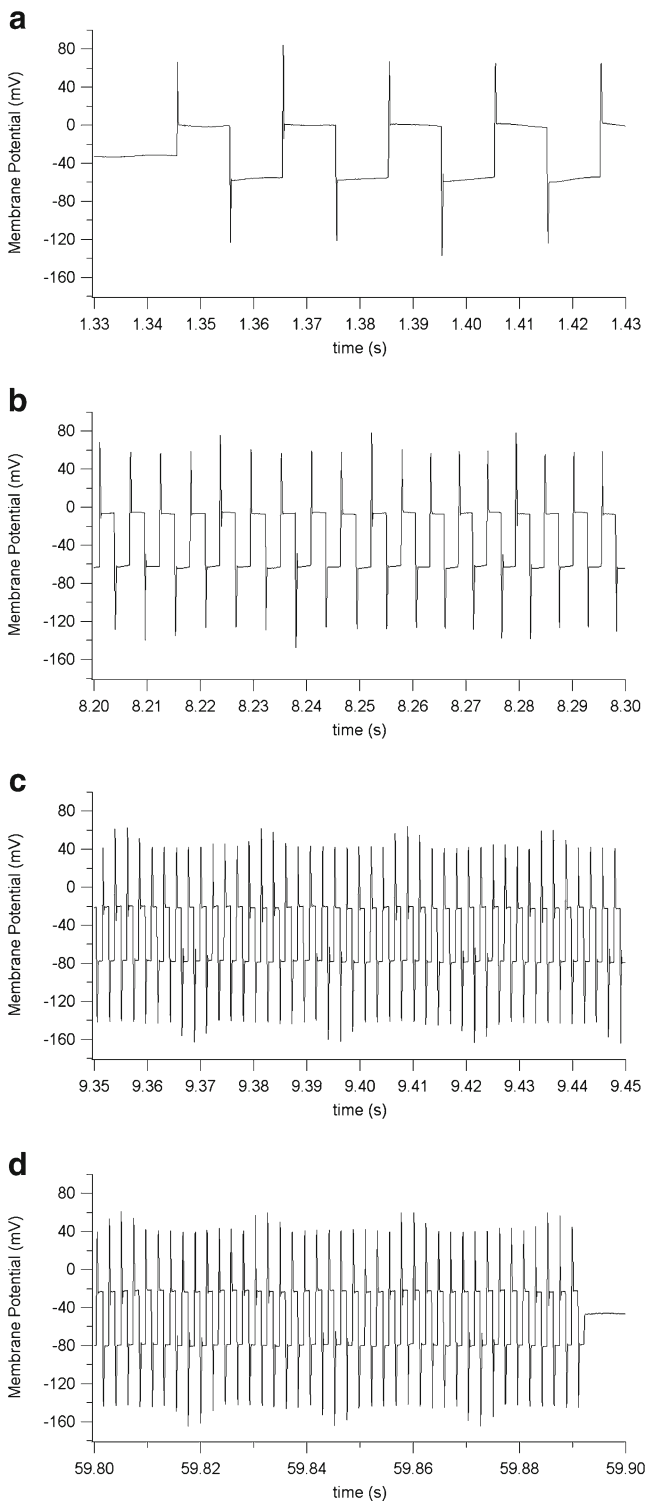 a
Membrane Potential (mV)
80
40
0
-40
-80
-120
-160
1.33 1.34 1.35 1.36 1.37 1.38 1.39 1.40 1.41 1.42 1.43
time (s)
b
Membrane Potential (mV)
80
40
0
-40
-80
-120
-160
8.20 8.21 8.22 8.23 8.24 8.25 8.26 8.27 8.28 8.29 8.30
time (s)
c
Membrane Potential (mV)
80
40
0
-40
-80
-120
-160
9.35 9.36 9.37 9.38 9.39 9.40 9.41 9.42 9.43 9.44 9.45
time (s)
d
Membrane Potential (mV)
80
40
0
-40
-80
-120
-160
59.80 59.82 59.84 59.86 59.88 59.90
time (s)